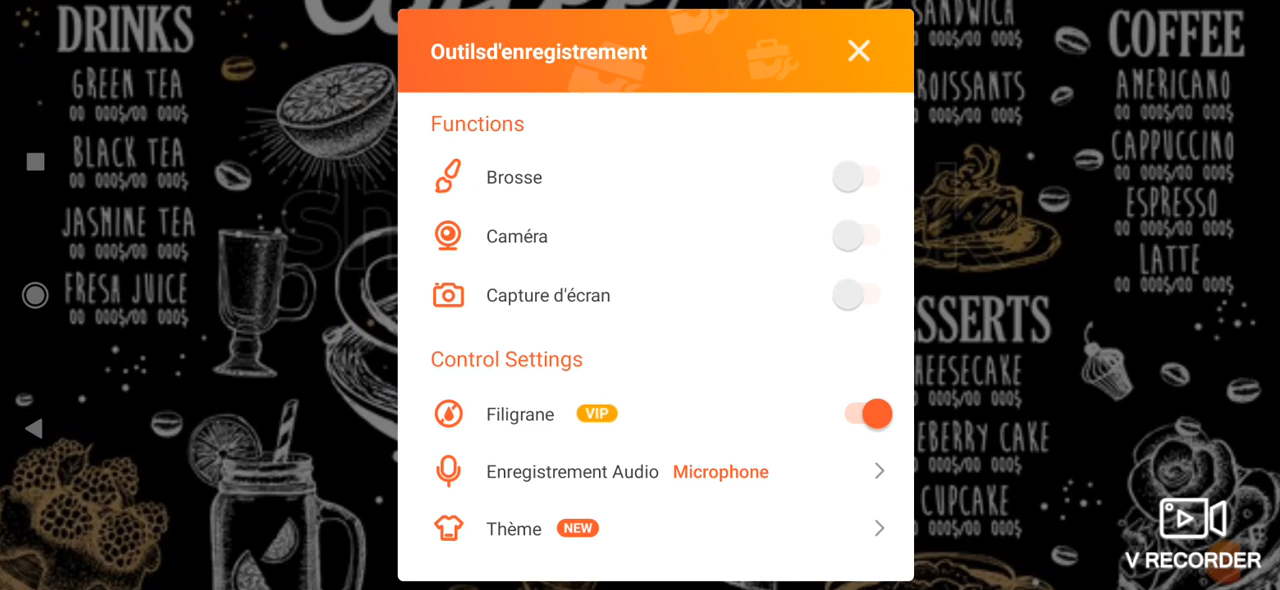 DRINKS
GREEN TEA
00 000$/00 000$
BLACK TEA
00 000$/00 000$
JASMINE TEA
00 000$/00 000$
FRESH JUICE
00 000$/00 000$
Outilsd'enregistrement
Functions
Brosse
Caméra
Capture d'écran
Control Settings
Filigrane VIP
Enregistrement Audio Microphone
Thème NEW
SANDWICA
00 000$/00 000$
ROISSANTS
00 000$/00 000$
SSERTS
HEESECAKE
00 000$/00 000$
EBERRY CAKE
00 000$/00 000$
CUPCAKE
00 000$/00 000$
COFFEE
AMERICANO
00 000$/00 000$
CAPPUCCINO
00 000$/00 000$
ESPRESSO
00 000$/00 000$
LATTE
00 000$/00 000$
V RECORDER